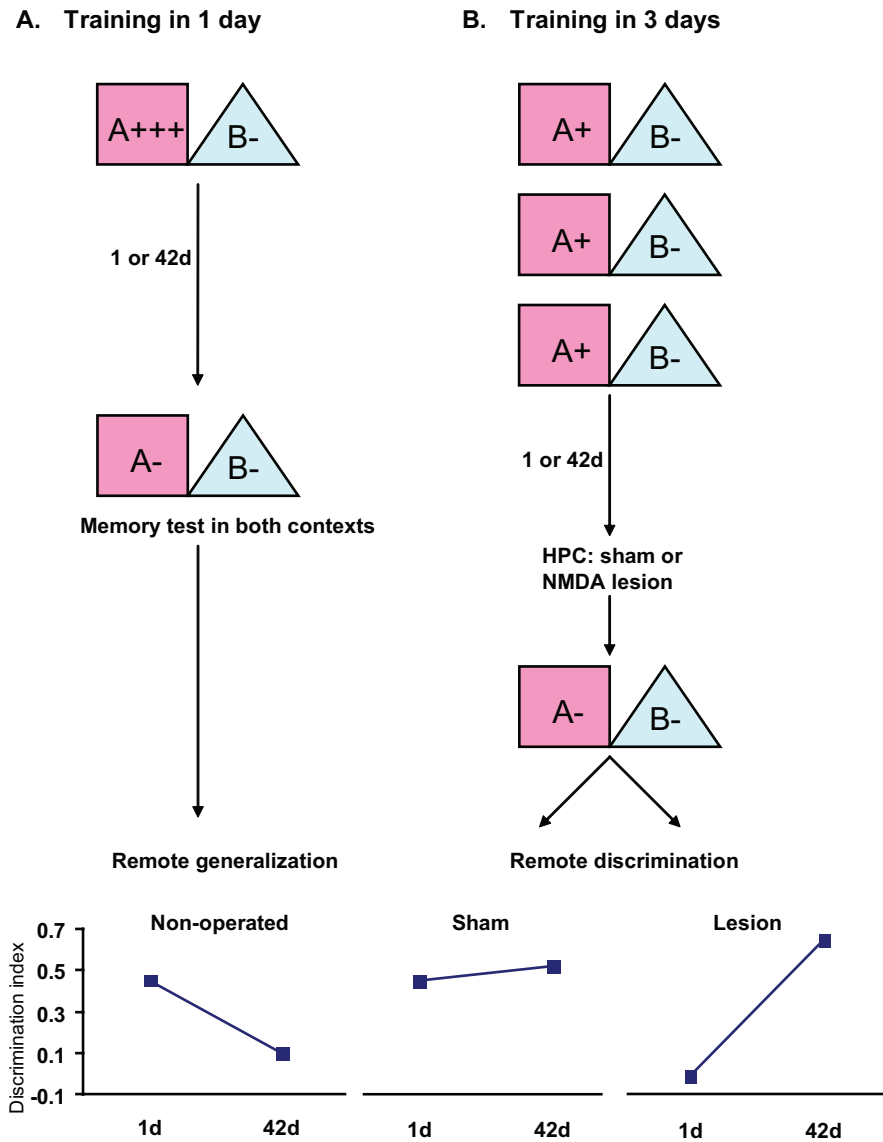 A. Training in 1 day
A+++ B-
1 or 42d
A- B-
Memory test in both contexts
Remote generalization
B. Training in 3 days
A+ B-
A+ B-
A+ B-
1 or 42d
HPC: sham or
NMDA lesion
A- B-
Remote discrimination
Discrimination index
0.7
0.5
0.3
0.1
-0.1
Non-operated
1d 42d
Sham
1d 42d
Lesion
1d 42d